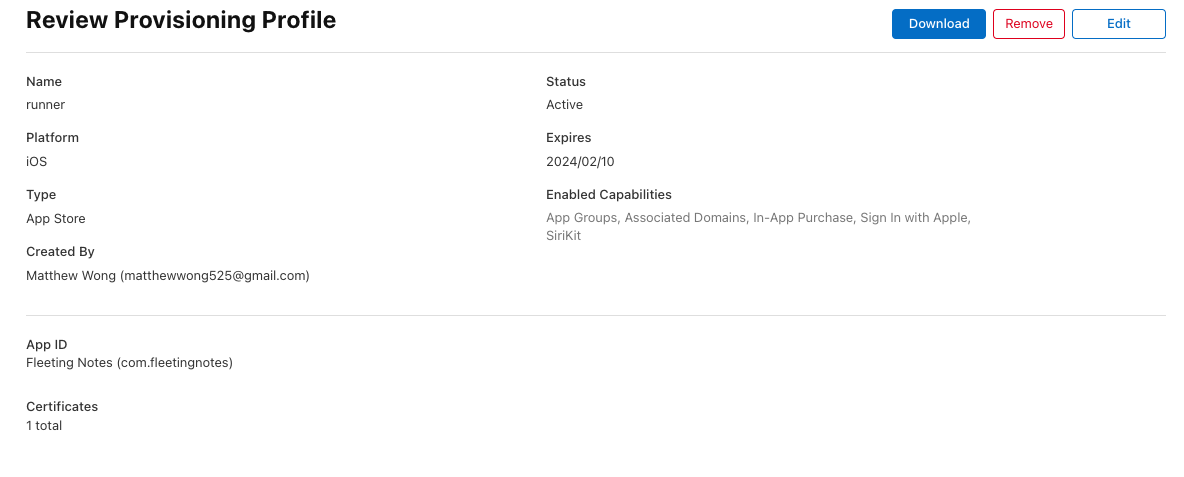 Review Provisioning Profile
Download
Remove
Edit
Name
runner
Platform
iOS
Type
App Store
Created By
Matthew Wong (matthewwong525@gmail.com)
Status
Active
Expires
2024/02/10
Enabled Capabilities
App Groups, Associated Domains, In-App Purchase, Sign In with Apple,
SiriKit
App ID
Fleeting Notes (com.fleetingnotes)
Certificates
1 total